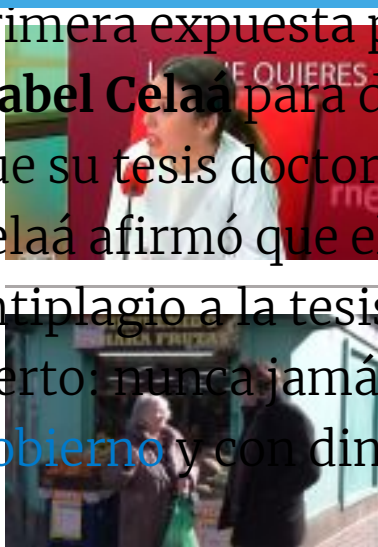 rimera expuesta p
LO QUE QUIERES
abel Celaá para d
ue su tesis doctor
rne
elaá afirmó que e
ntiplagio a la tesis
FRUTAS
erto: nunca jamá
obierno y con din